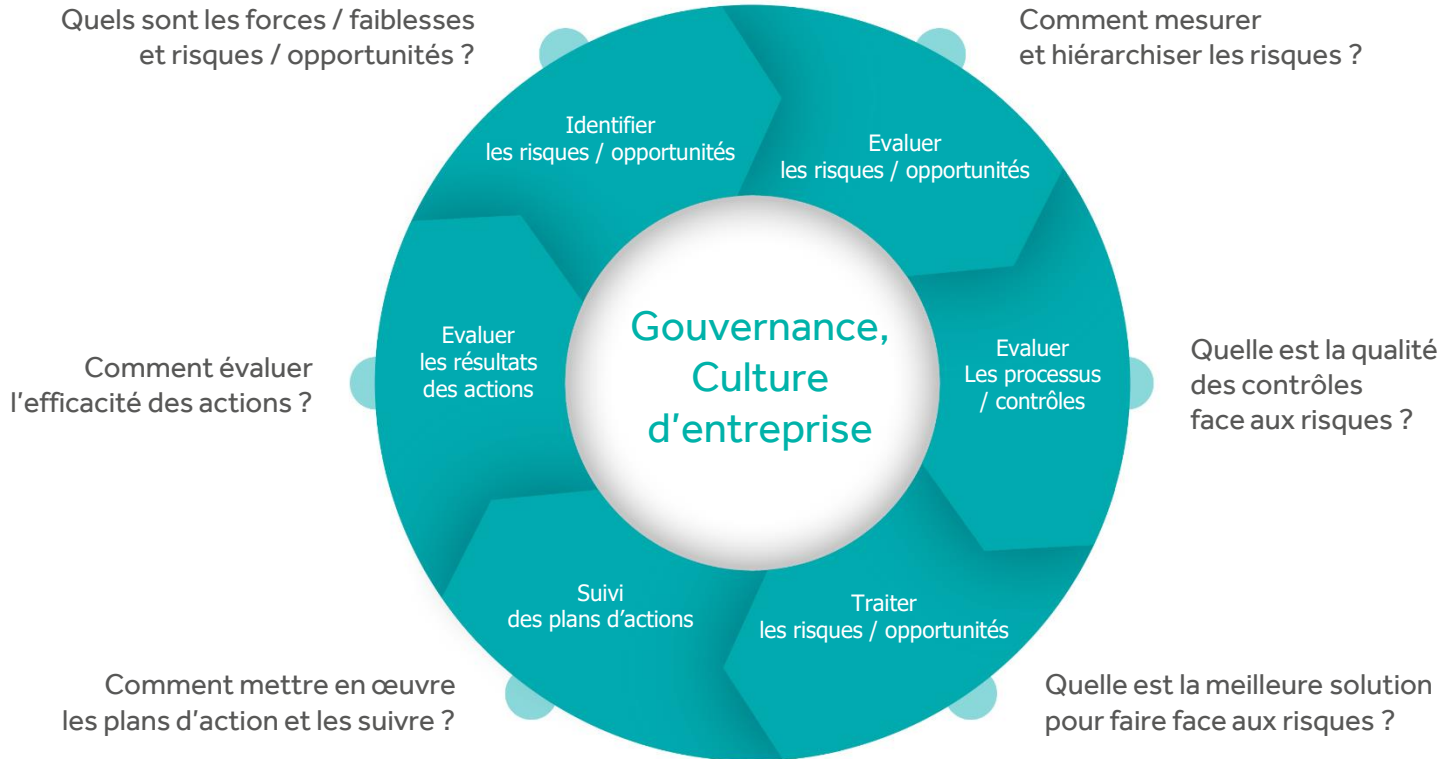 Quels sont les forces / faiblesses
et risques / opportunités ?
Comment mesurer
et hiérarchiser les risques ?
Identifier
les risques / opportunités
Evaluer
les risques / opportunités
Gouvernance,
Culture
d'entreprise
Evaluer
les résultats
des actions
Evaluer
Les processus
/ contrôles
Comment évaluer
l'efficacité des actions ?
Quelle est la qualité
des contrôles
face aux risques ?
Suivi
des plans d’actions
Traiter
les risques / opportunités
Comment mettre en œuvre
les plans d'action et les suivre ?
Quelle est la meilleure solution
pour faire face aux risques ?